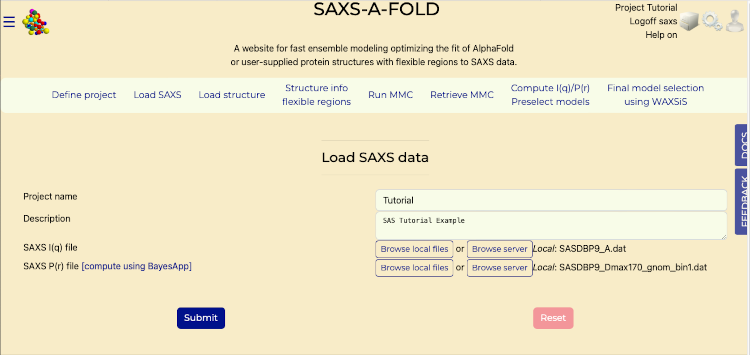 SAXS-A-FOLD
Project Tutorial
Logoff saxs
Help on
A website for fast ensemble modeling optimizing the fit of AlphaFold
or user-supplied protein structures with flexible regions to SAXS data.
Define project
Load SAXS
Load structure
Structure info
flexible regions
Run MMC
Retrieve MMC
Compute I(q)/P(r)
Preselect models
Final model selection
using WAXSiS
DOCS
FEEDBACK
Load SAXS data
Project name
Tutorial
Description
SAS Tutorial Example
SAXS I(q) file
Browse local files or Browse server Local: SASDBP9_A.dat
SAXS P(r) file [compute using BayesApp]
Browse local files or Browse server Local: SASDBP9_Dmax170_gnom_bin1.dat
Submit
Reset